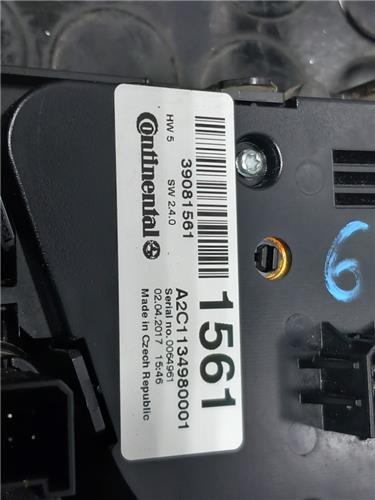 Continental
HW 5 SW 2.4.0
39081561
1561
A2C1134980001
Serial no.0064961
02.04.2017 15:46
Made in Czech Republic
6